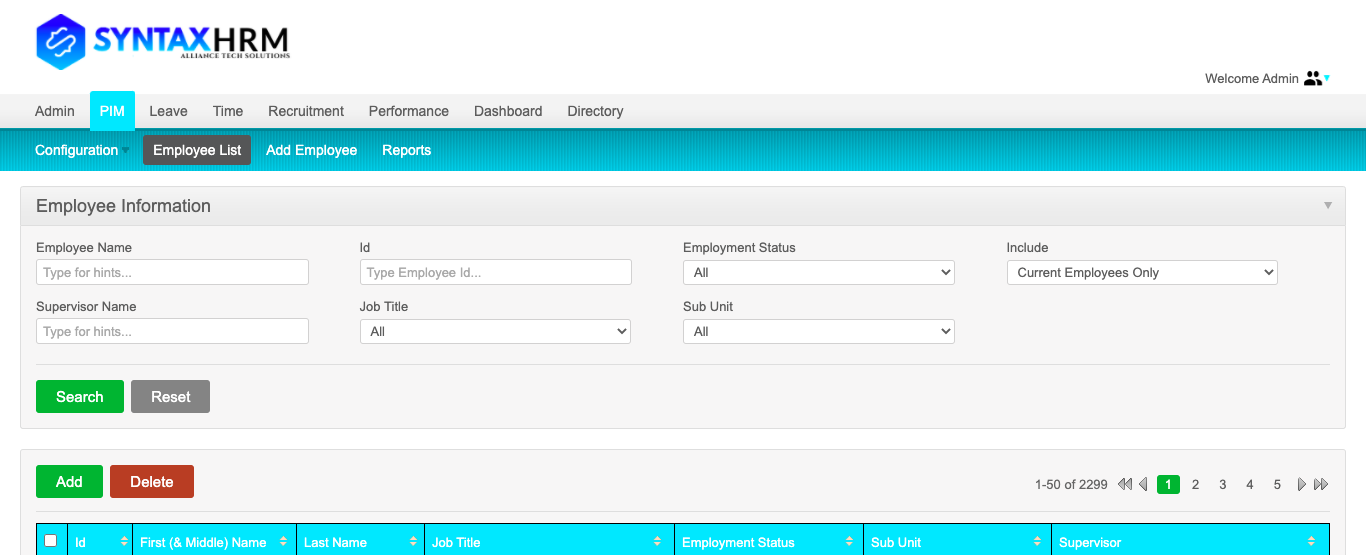 SYNTAXHRM
ALLIANCE TECH SOLUTIONS
Welcome Admin
Admin PIM Leave Time Recruitment Performance Dashboard Directory
Configuration Employee List Add Employee Reports
Employee Information
Employee Name Id Employment Status Include
Type for hints... Type Employee Id... All Current Employees Only
Supervisor Name Job Title Sub Unit
Type for hints... All All
Search Reset
Add Delete 1-50 of 2299 1 2 3 4 5
Id First (& Middle) Name Last Name Job Title Employment Status Sub Unit Supervisor